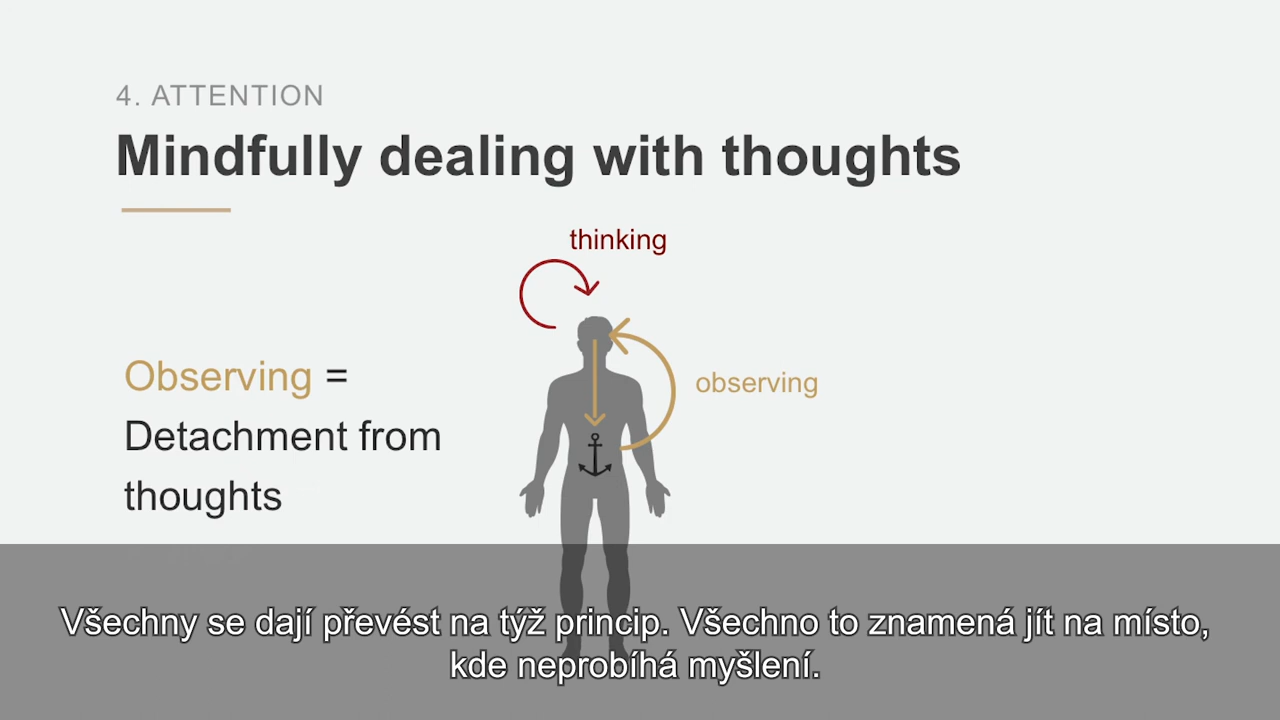 4. ATTENTION
Mindfully dealing with thoughts
thinking
Observing =
observing
Detachment from
thoughts
Všechny se dají převést na týž princip. Všechno to znamená jít na místo,
kde neprobíhá myšlení.